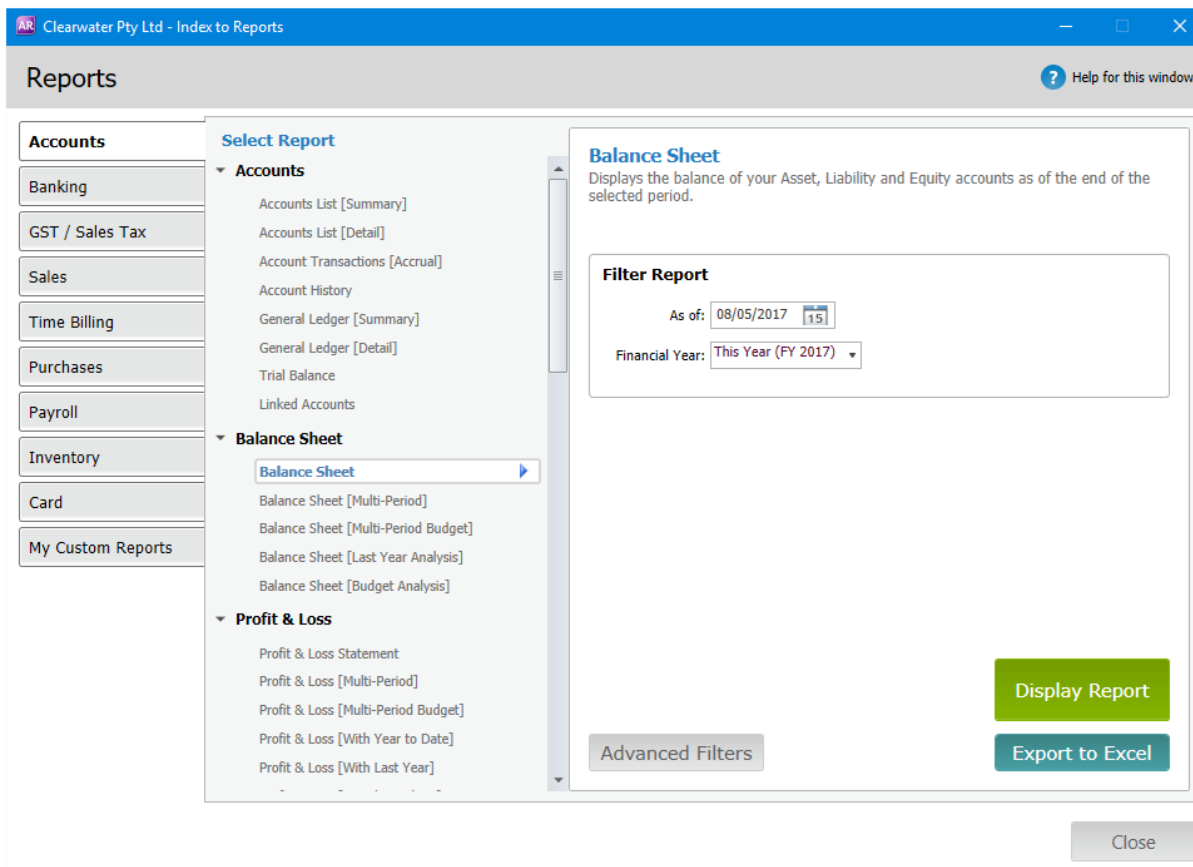 AR Clearwater Pty Ltd - Index to Reports
Reports
? Help for this window
Accounts
Banking
GST / Sales Tax
Sales
Time Billing
Purchases
Payroll
Inventory
Card
My Custom Reports
Select Report
Accounts
Accounts List [Summary]
Accounts List [Detail]
Account Transactions [Accrual]
Account History
General Ledger [Summary]
General Ledger [Detail]
Trial Balance
Linked Accounts
Balance Sheet
Balance Sheet
Balance Sheet [Multi-Period]
Balance Sheet [Multi-Period Budget]
Balance Sheet [Last Year Analysis]
Balance Sheet [Budget Analysis]
Profit & Loss
Profit & Loss Statement
Profit & Loss [Multi-Period]
Profit & Loss [Multi-Period Budget]
Profit & Loss [With Year to Date]
Profit & Loss [With Last Year]
Balance Sheet
Displays the balance of your Asset, Liability and Equity accounts as of the end of the
selected period.
Filter Report
As of: 08/05/2017 15
Financial Year: This Year (FY 2017)
Display Report
Advanced Filters
Export to Excel
Close